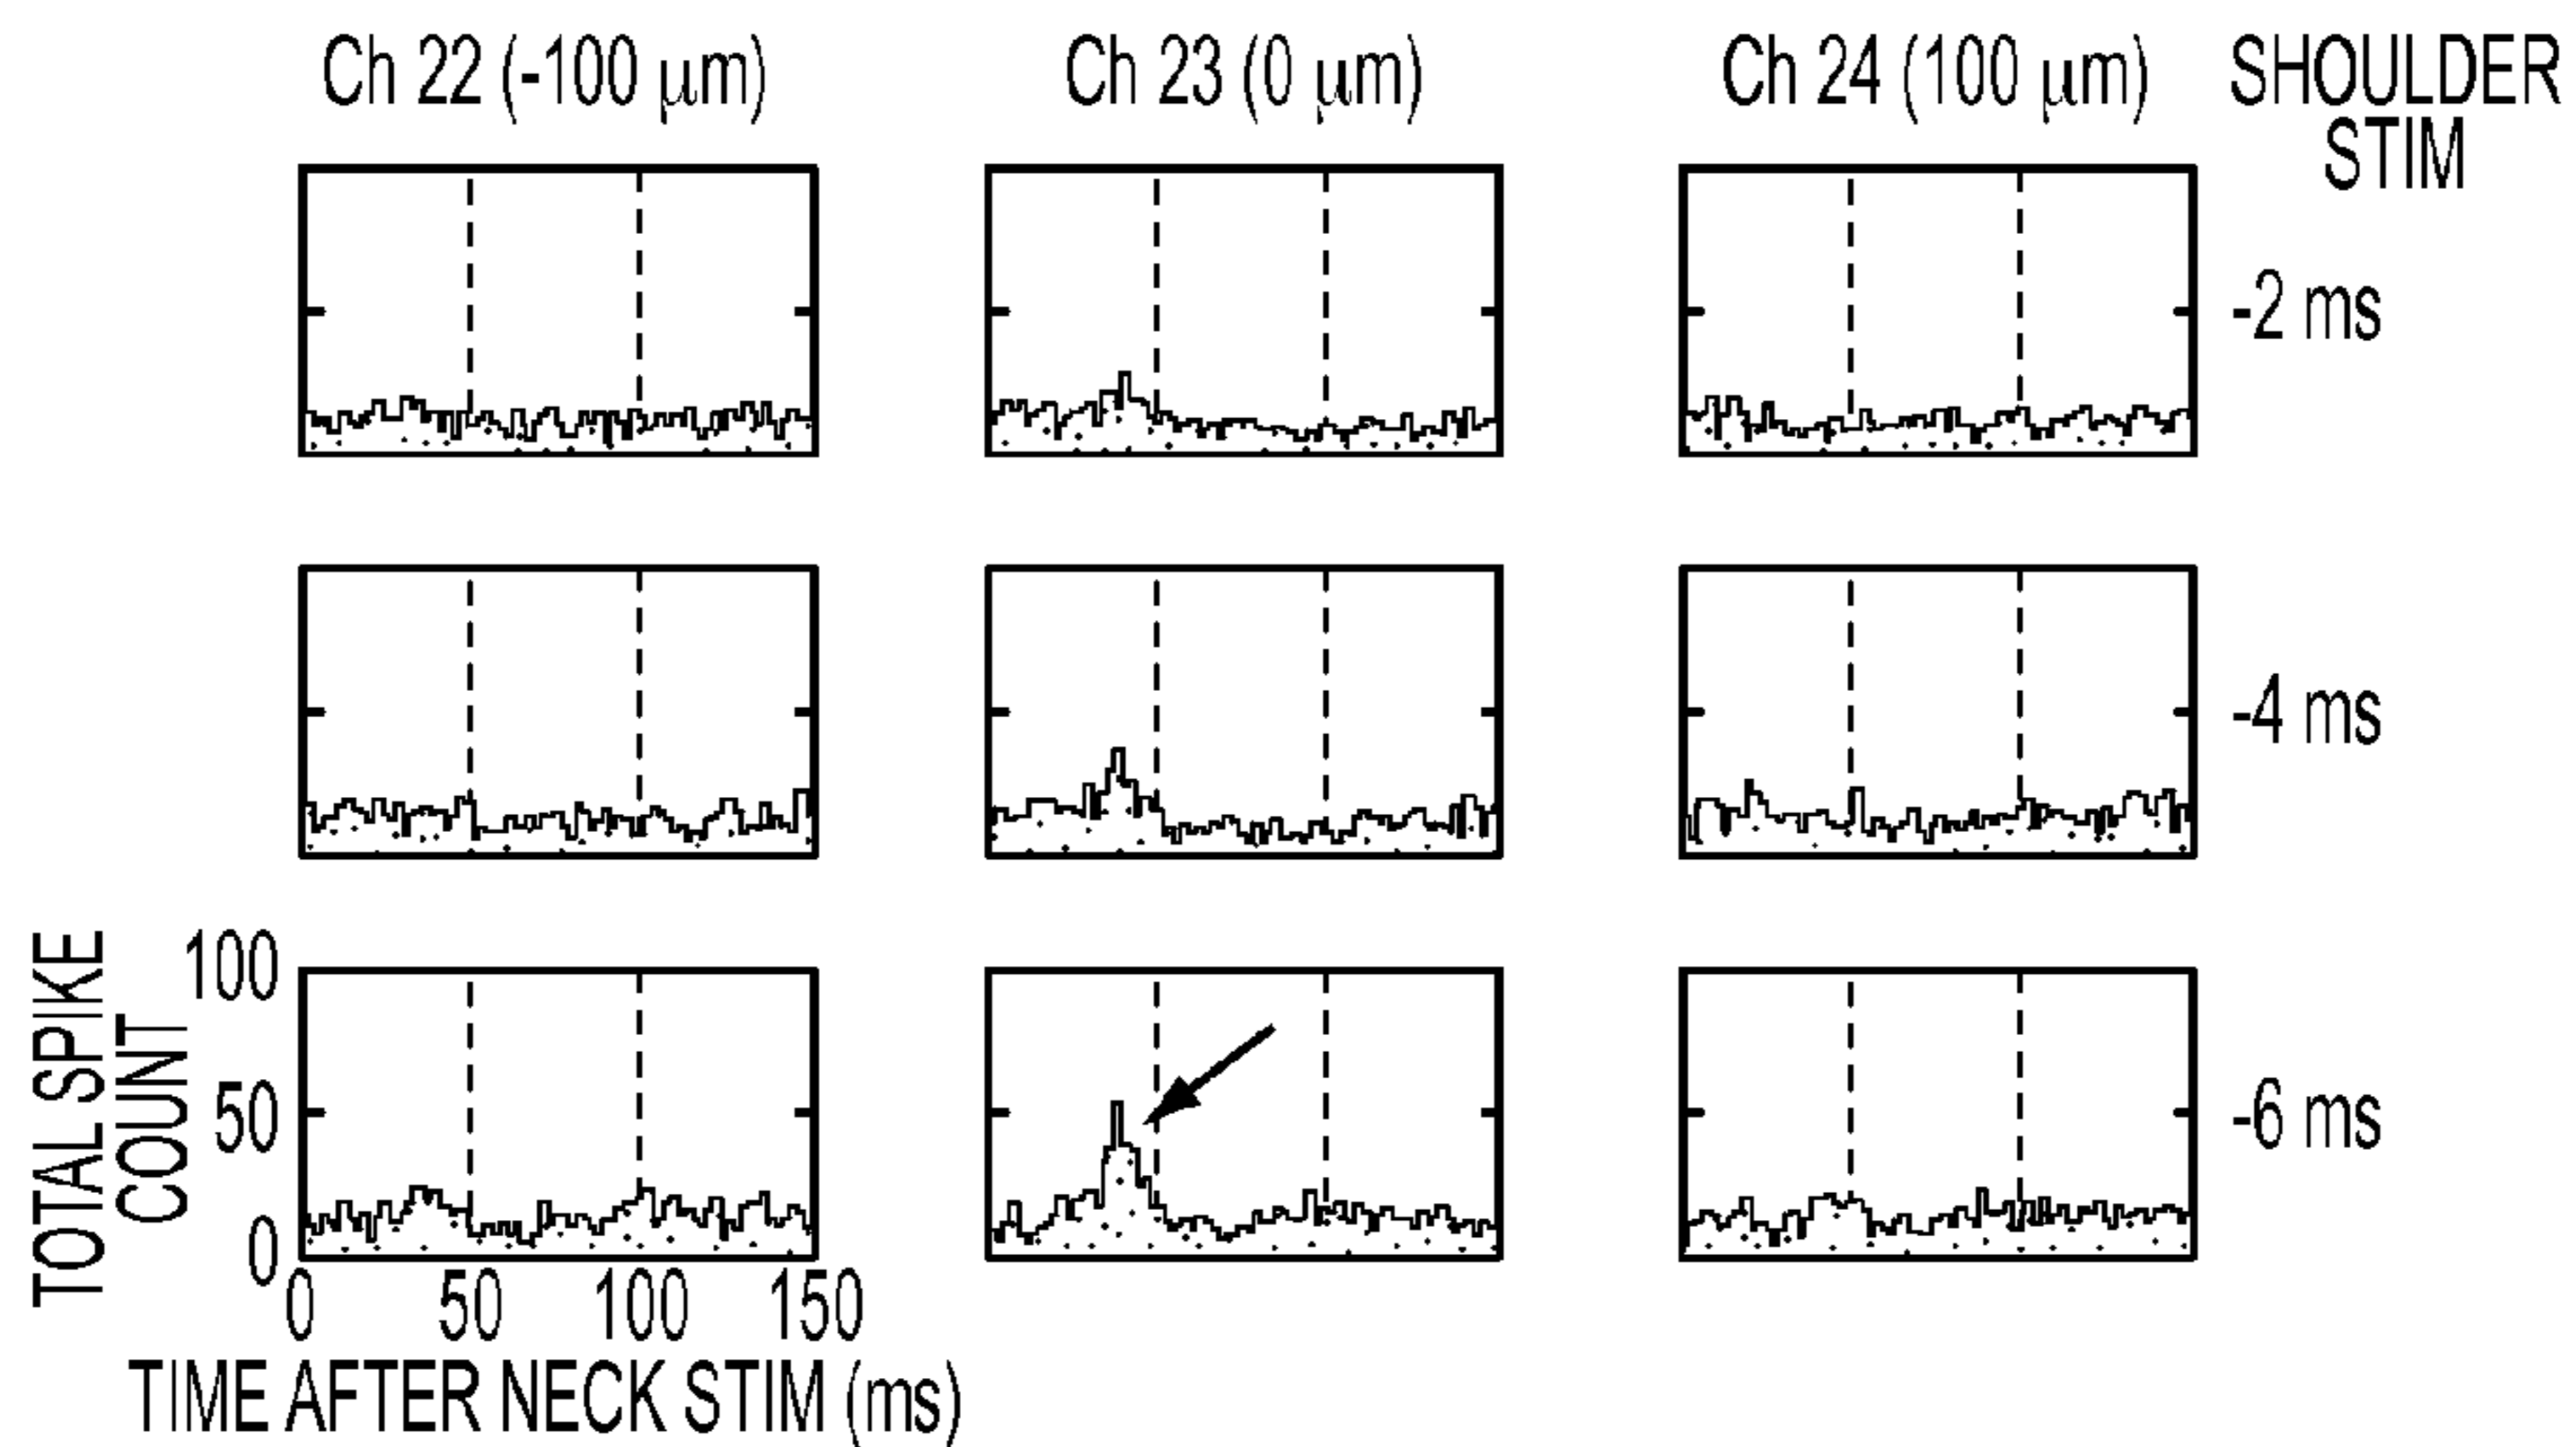 Ch 22 (-100 μm)
Ch 23 (0 μm)
Ch 24 (100 μm)
SHOULDER
STIM
-2 ms
-4 ms
-6 ms
TOTAL SPIKE
COUNT
100
50
0
0 50 100 150
TIME AFTER NECK STIM (ms)